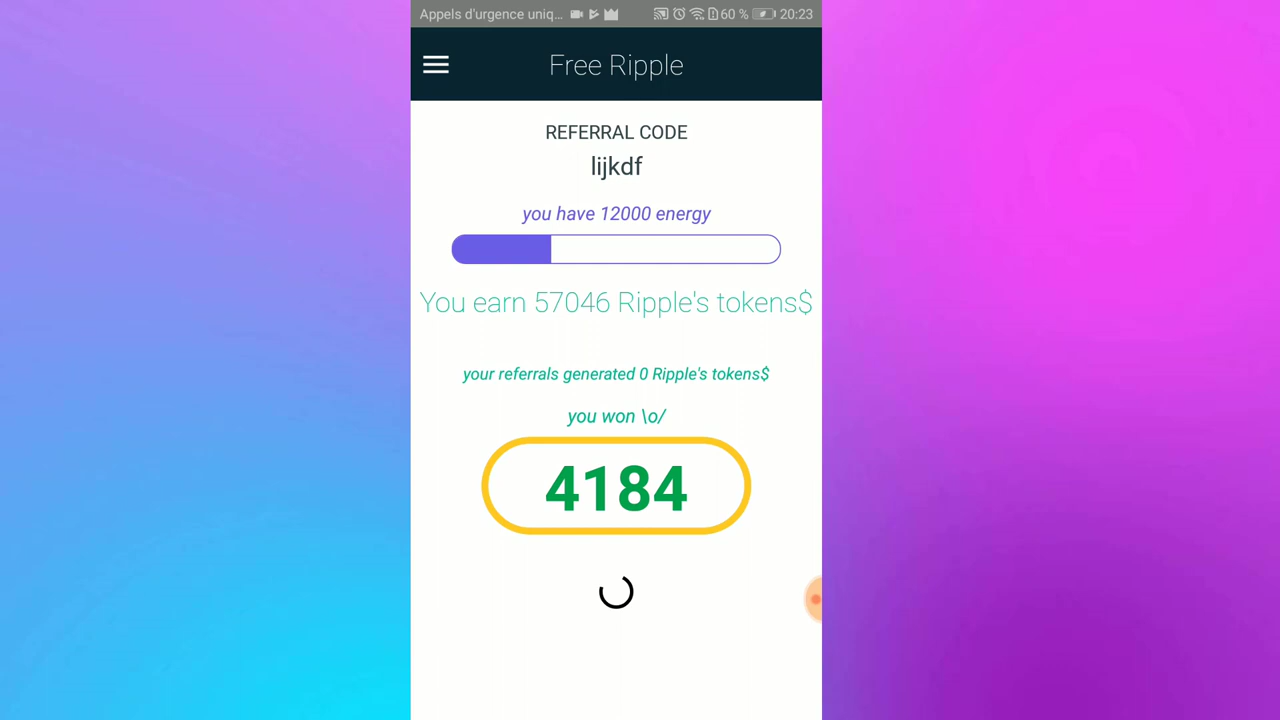 Appels d'urgence uniq... 60 % 20:23
Free Ripple
REFERRAL CODE
lijkdf
you have 12000 energy
You earn 57046 Ripple's tokens$
your referrals generated 0 Ripple's tokens$
you won \o/
4184